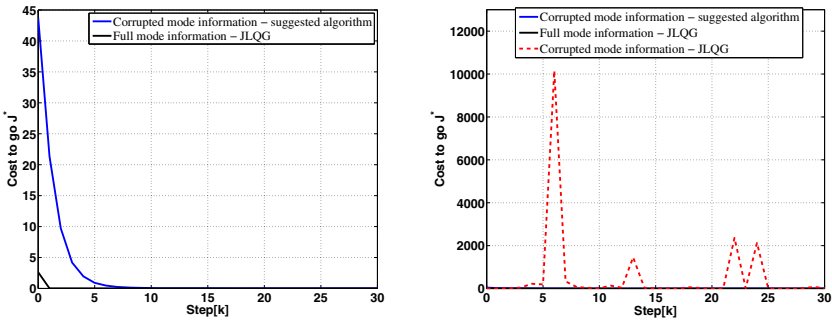 Corrupted mode information − suggested algorithm
Full mode information − JLQG
45
40
35
30
25
20
15
10
5
0
Cost to go J*
0 5 10 15 20 25 30
Step[k]
Corrupted mode information − suggested algorithm
Full mode information − JLQG
Corrupted mode information − JLQG
12000
10000
8000
6000
4000
2000
0
Cost to go J*
0 5 10 15 20 25 30
Step[k]